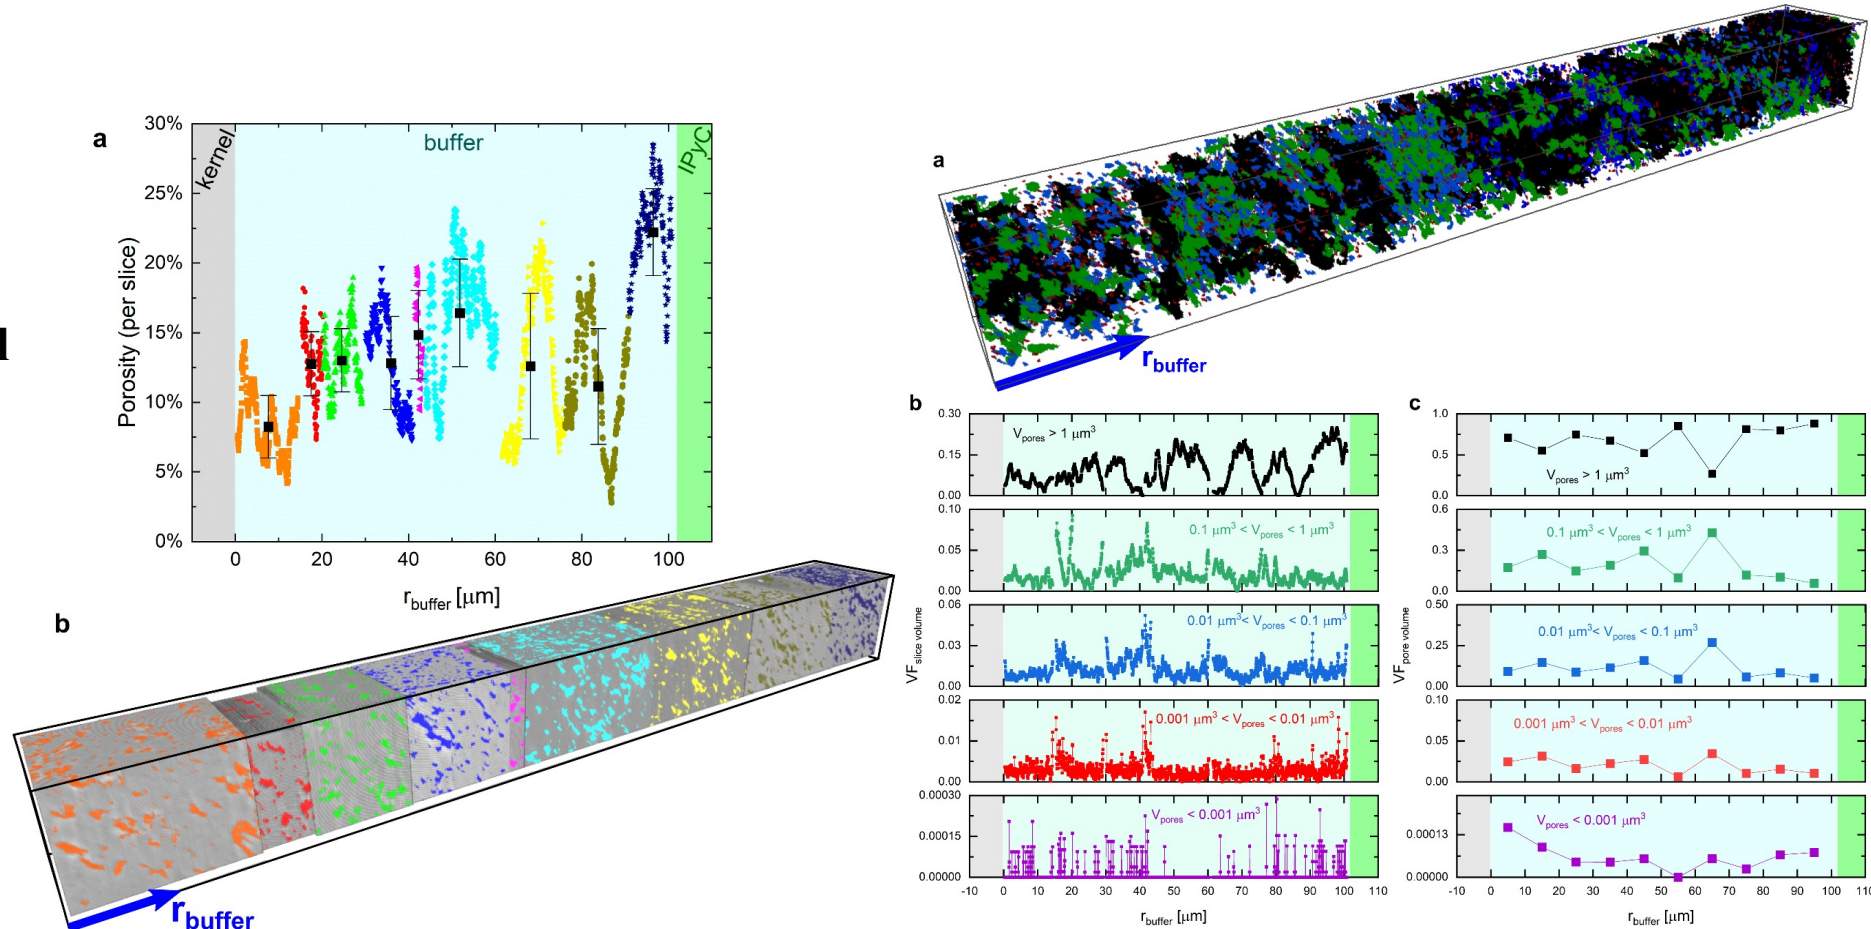 a
30%
25%
20%
15%
10%
5%
0%
Porosity (per slice)
kernel
buffer
IPyC
0 20 40 60 80 100
r_buffer [μm]
b
r_buffer
a
r_buffer
b
V_pores > 1 μm³
0.30
0.15
0.00
0.1 μm³ < V_pores < 1 μm³
0.10
0.05
0.00
0.01 μm³< V_pores < 0.1 μm³
0.06
0.03
0.00
0.001 μm³ < V_pores < 0.01 μm³
0.02
0.01
0.00
V_pores < 0.001 μm³
0.00030
0.00015
0.00000
VF_slice volume
-10 0 10 20 30 40 50 60 70 80 90 100 110
r_buffer [μm]
c
V_pores > 1 μm³
1.0
0.5
0.0
0.1 μm³ < V_pores < 1 μm³
0.6
0.3
0.0
0.01 μm³< V_pores < 0.1 μm³
0.50
0.25
0.00
0.001 μm³ < V_pores < 0.01 μm³
0.10
0.05
0.00
V_pores < 0.001 μm³
0.00013
0.00000
VF_pore volume
-10 0 10 20 30 40 50 60 70 80 90 100
r_buffer [μm]